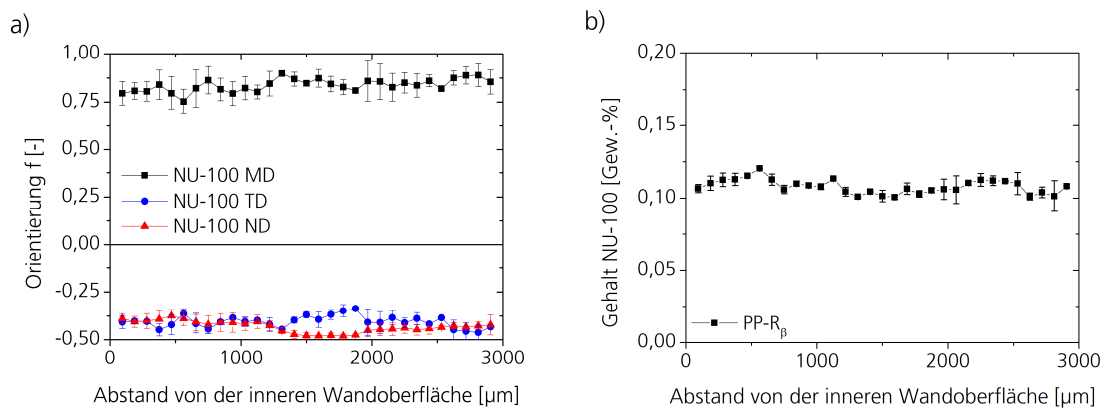 a)
Orientierung f [-]
1,00
0,75
0,50
0,25
0,00
-0,25
-0,50
NU-100 MD
NU-100 TD
NU-100 ND
0
1000
2000
3000
Abstand von der inneren Wandoberfläche [µm]
b)
Gehalt NU-100 [Gew.-%]
0,20
0,15
0,10
0,05
0,00
PP-Rβ
0
1000
2000
3000
Abstand von der inneren Wandoberfläche [µm]